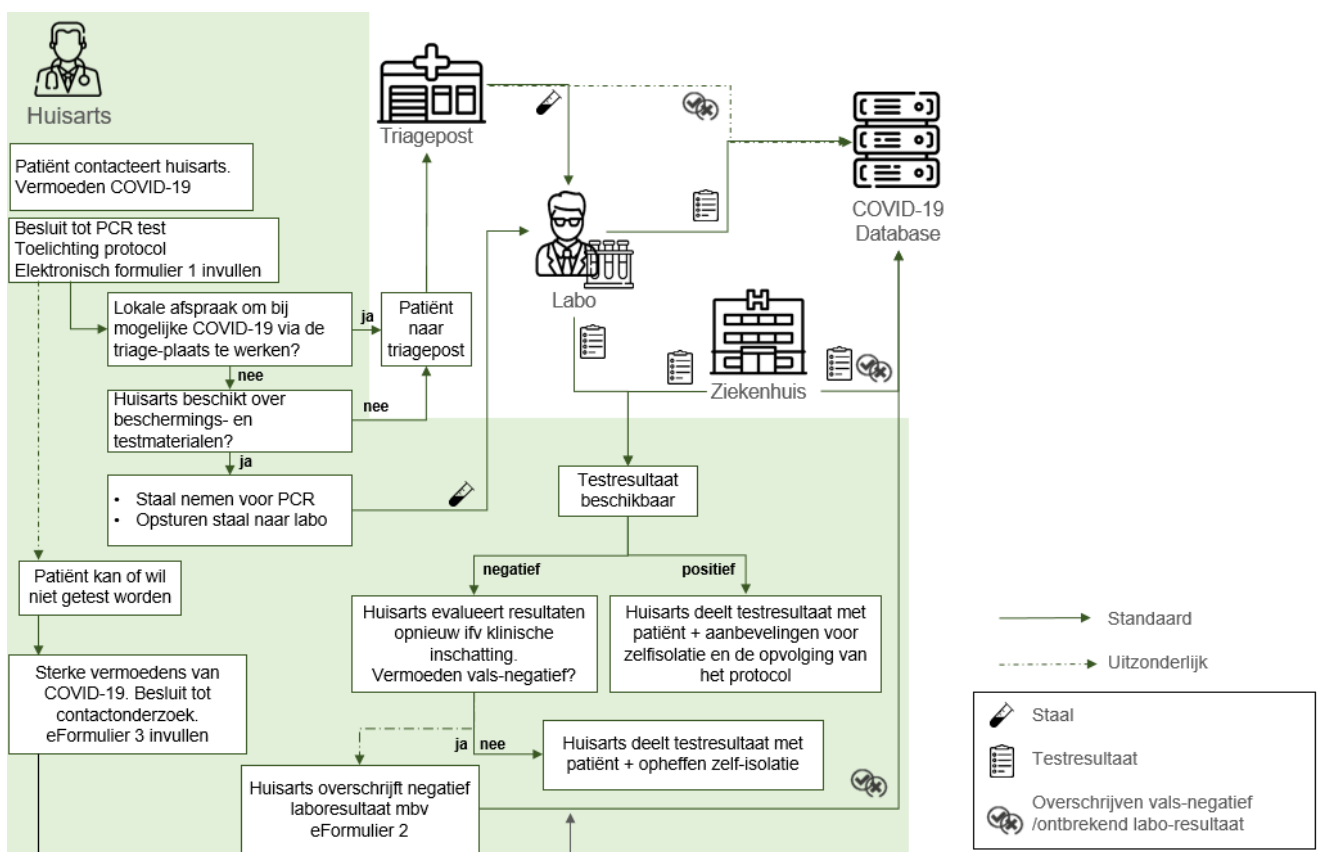 Huisarts
Patiënt contacteert huisarts.
Vermoeden COVID-19
Besluit tot PCR test
Toelichting protocol
Elektronisch formulier 1 invullen
Lokale afspraak om bij
mogelijke COVID-19 via de
triage-plaats te werken?
ja
nee
Patiënt
naar
triagepost
Huisarts beschikt over
beschermings- en
testmaterialen?
nee
ja
• Staal nemen voor PCR
• Opsturen staal naar labo
Patiënt kan of wil
niet getest worden
Sterke vermoedens van
COVID-19. Besluit tot
contactonderzoek.
eFormulier 3 invullen
Triagepost
Labo
COVID-19
Database
H
Ziekenhuis
Testresultaat
beschikbaar
negatief
positief
Huisarts evalueert resultaten
opnieuw ifv klinische
inschatting.
Vermoeden vals-negatief?
Huisarts deelt testresultaat met
patiënt + aanbevelingen voor
zelfisolatie en de opvolging van
het protocol
ja
nee
Huisarts deelt testresultaat met
patiënt + opheffen zelf-isolatie
Huisarts overschrijft negatief
laboresultaat mbv
eFormulier 2
Standaard
Uitzonderlijk
Staal
Testresultaat
Overschrijven vals-negatief
/ontbrekend labo-resultaat